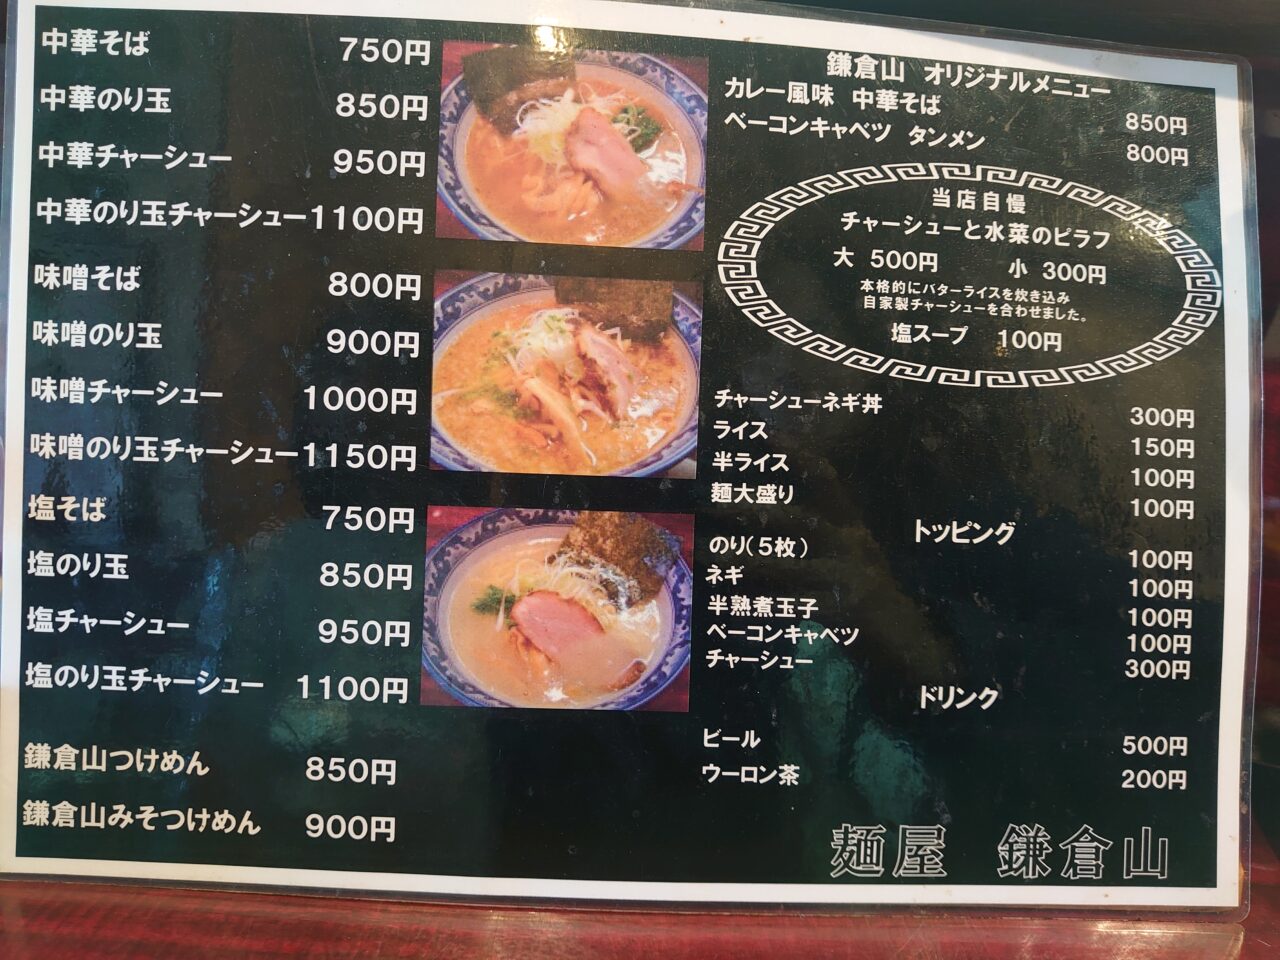 中華そば 750円
中華のり玉 850円
中華チャーシュー 950円
中華のり玉チャーシュー 1100円
味噌そば 800円
味噌のり玉 900円
味噌チャーシュー 1000円
味噌のり玉チャーシュー 1150円
塩そば 750円
塩のり玉 850円
塩チャーシュー 950円
塩のり玉チャーシュー 1100円
鎌倉山つけめん 850円
鎌倉山みそつけめん 900円
鎌倉山 オリジナルメニュー
カレー風味 中華そば 850円
ベーコンキャベツ タンメン 800円
当店自慢
チャーシューと水菜のピラフ
大 500円 小 300円
本格的にバターライスを炊き込み
自家製チャーシューを合わせました。
塩スープ 100円
チャーシューネギ丼 300円
ライス 150円
半ライス 100円
麺大盛り 100円
トッピング
のり(5枚) 100円
ネギ 100円
半熟煮玉子 100円
ベーコンキャベツ 100円
チャーシュー 300円
ドリンク
ビール 500円
ウーロン茶 200円
麺屋 鎌倉山